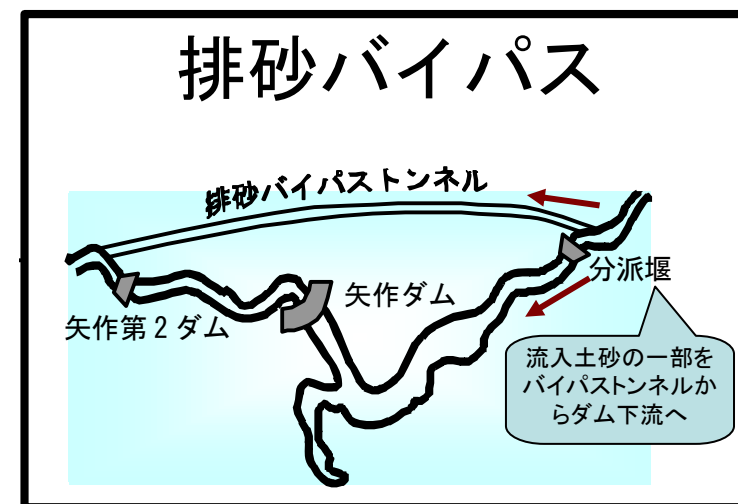 排砂バイパス
排砂バイパストンネル
分派堰
矢作ダム
矢作第2ダム
流入土砂の一部を
バイパストンネルか
らダム下流へ